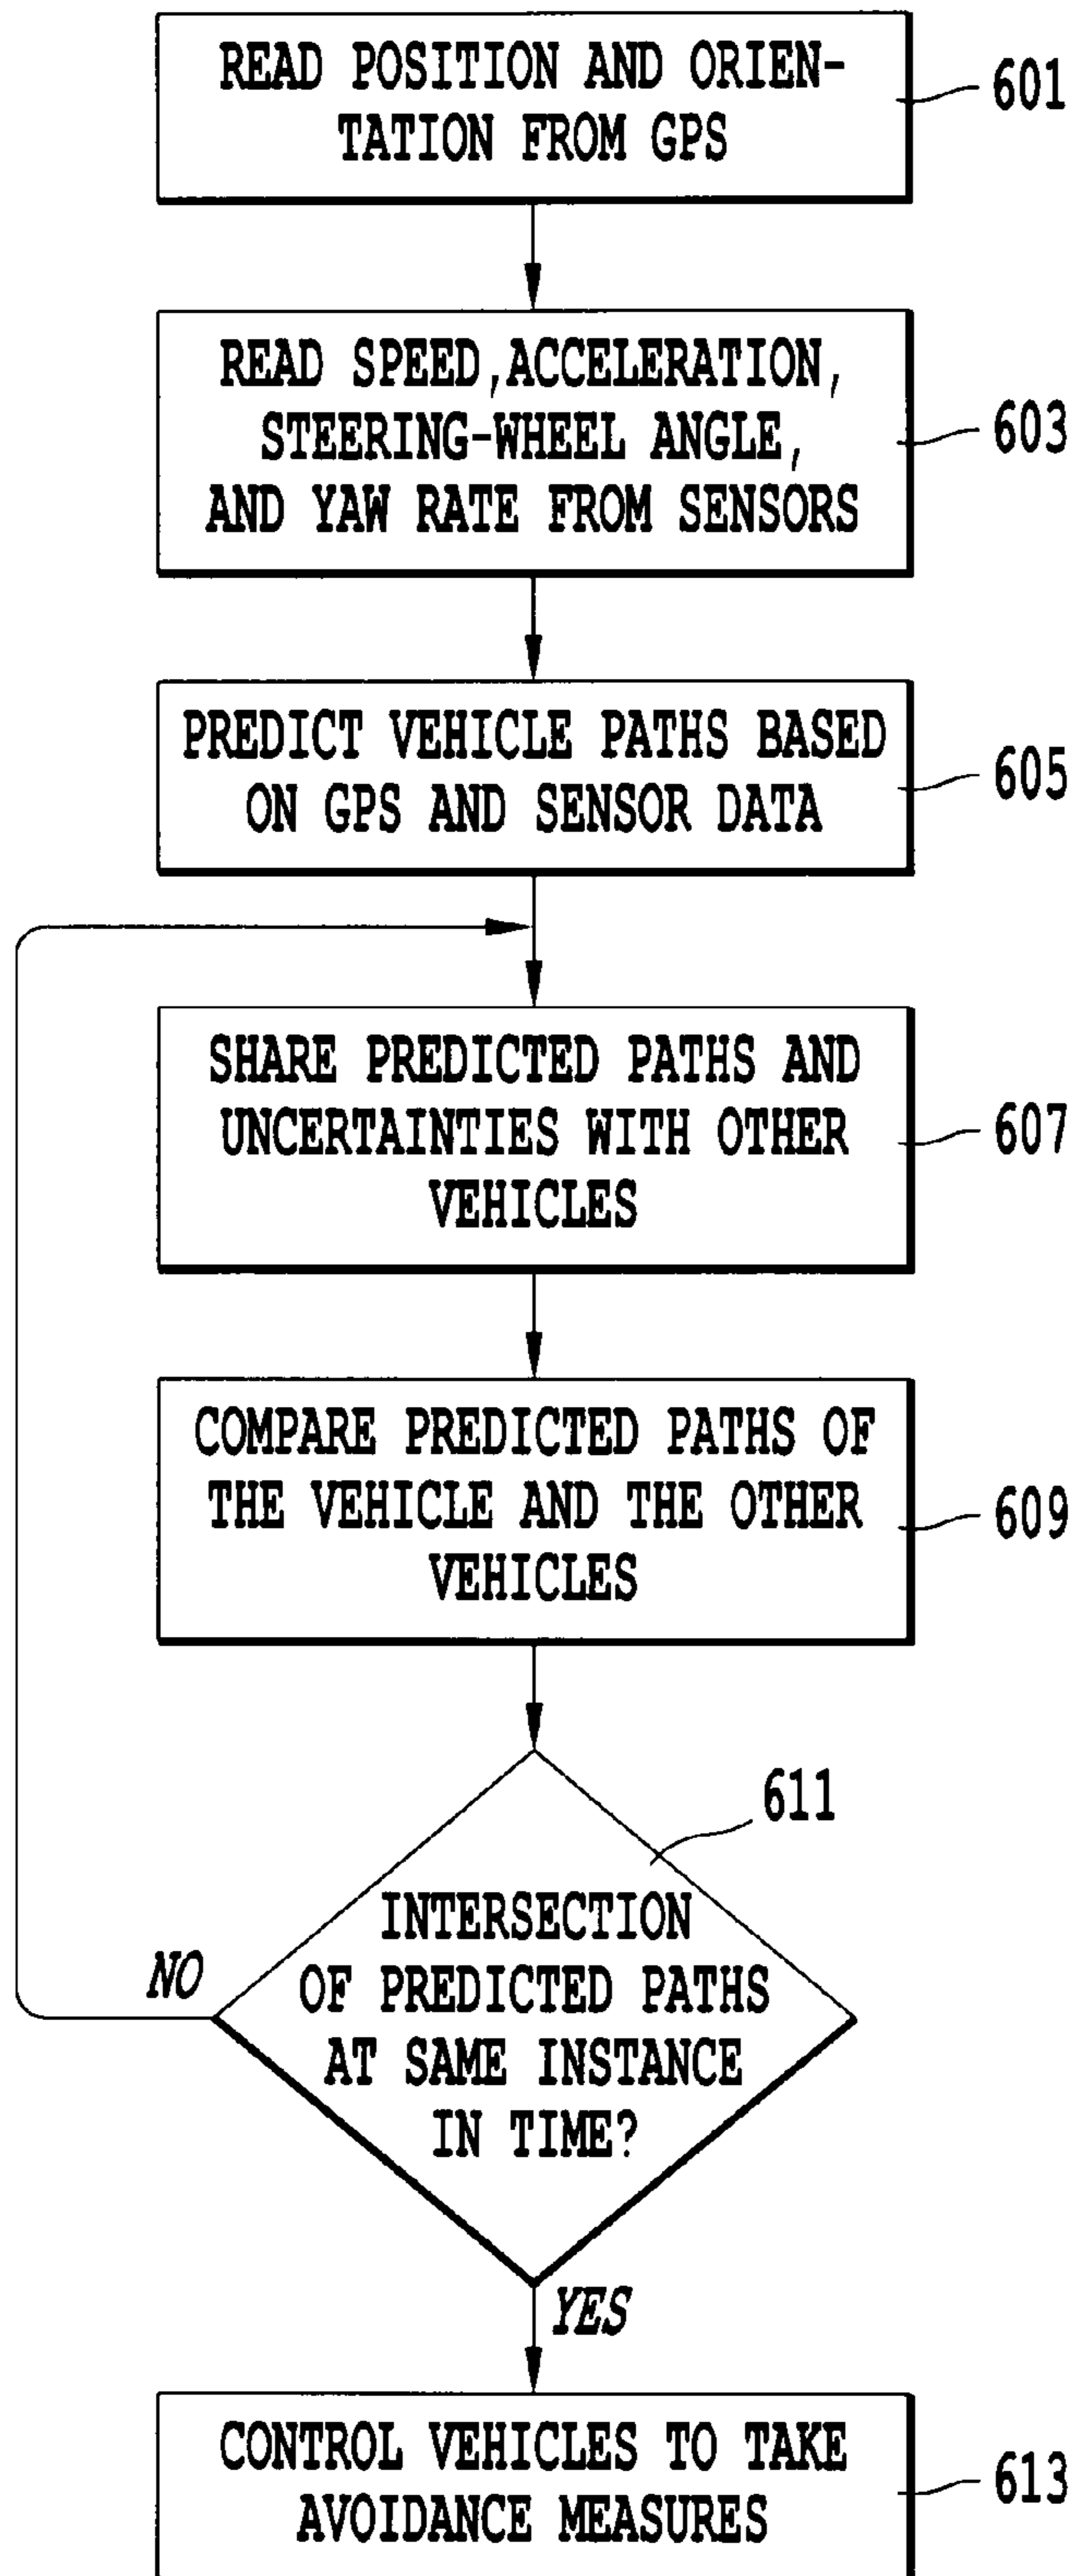 READ POSITION AND ORIEN-
TATION FROM GPS
601
READ SPEED,ACCELERATION,
STEERING-WHEEL ANGLE,
AND YAW RATE FROM SENSORS
603
PREDICT VEHICLE PATHS BASED
ON GPS AND SENSOR DATA
605
SHARE PREDICTED PATHS AND
UNCERTAINTIES WITH OTHER
VEHICLES
607
COMPARE PREDICTED PATHS OF
THE VEHICLE AND THE OTHER
VEHICLES
609
611
INTERSECTION
OF PREDICTED PATHS
AT SAME INSTANCE
IN TIME?
NO
YES
CONTROL VEHICLES TO TAKE
AVOIDANCE MEASURES
613